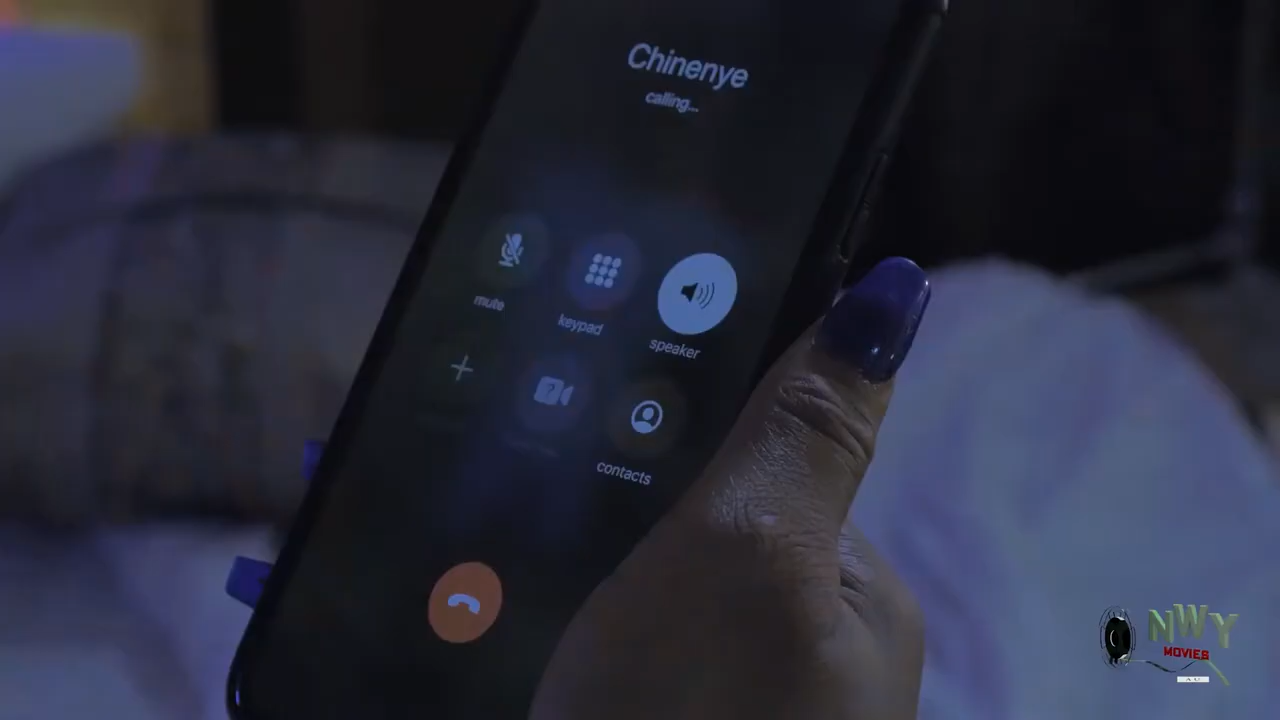 Chinenye
calling...
mute
keypad
speaker
contacts
NWY
MOVIES